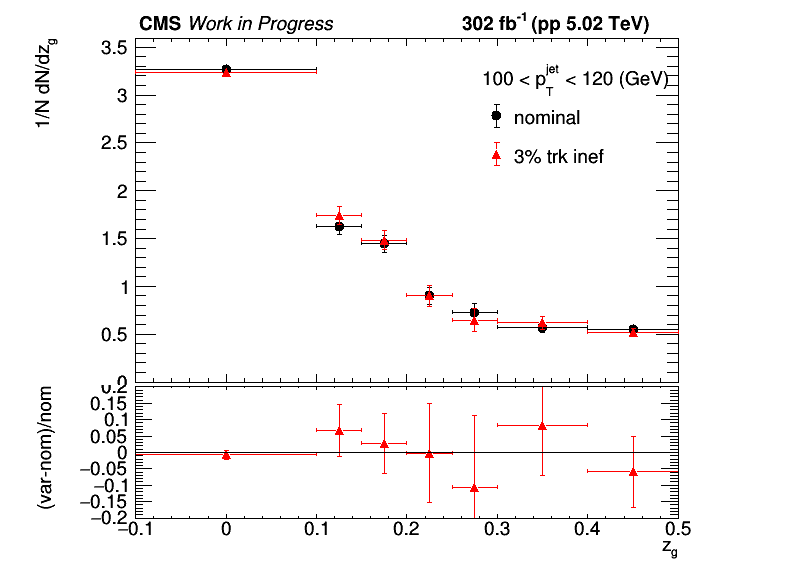 CMS Work in Progress 302 fb-1 (pp 5.02 TeV)
1/N dN/dzg
3.5
3
2.5
2
1.5
1
0.5
0
100 < pTjet < 120 (GeV)
nominal
3% trk inef
(var-nom)/nom
0.2
0.15
0.1
0.05
0
−0.05
−0.1
−0.15
−0.2
−0.1 0 0.1 0.2 0.3 0.4 0.5
zg